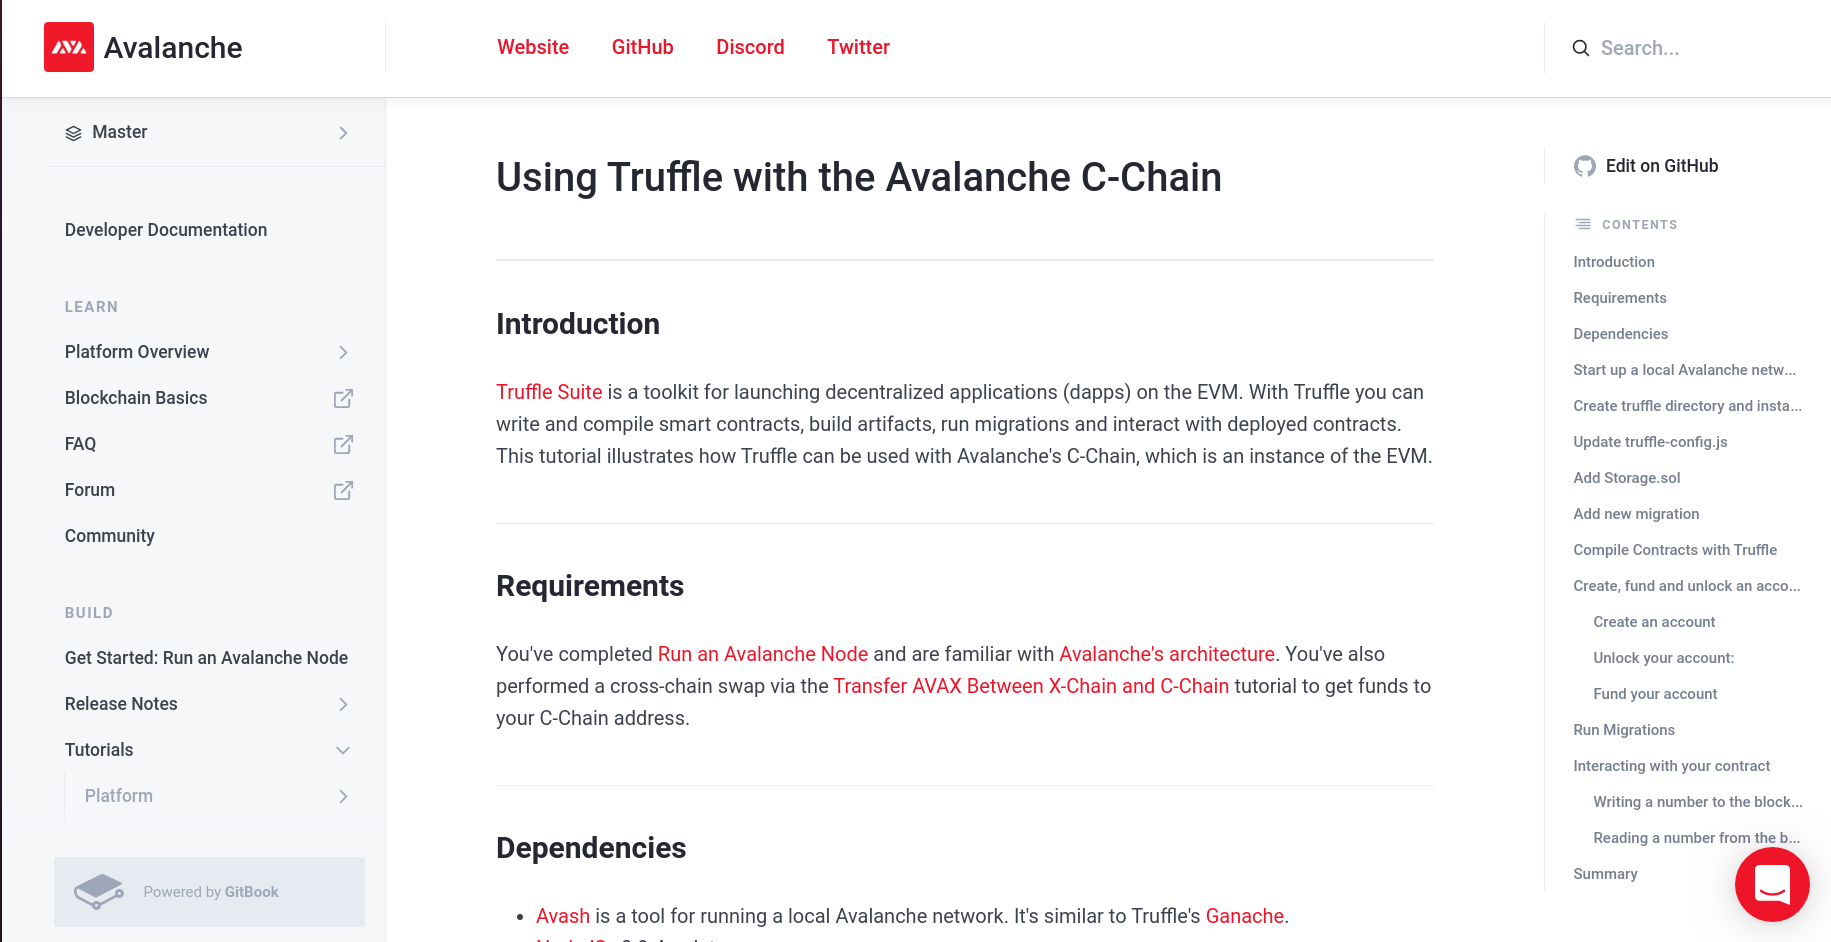 Avalanche
Website GitHub Discord Twitter
Search...
Master
Developer Documentation
LEARN
Platform Overview
Blockchain Basics
FAQ
Forum
Community
BUILD
Get Started: Run an Avalanche Node
Release Notes
Tutorials
Platform
Powered by GitBook
Using Truffle with the Avalanche C-Chain
Introduction
Truffle Suite is a toolkit for launching decentralized applications (dapps) on the EVM. With Truffle you can
write and compile smart contracts, build artifacts, run migrations and interact with deployed contracts.
This tutorial illustrates how Truffle can be used with Avalanche's C-Chain, which is an instance of the EVM.
Requirements
You've completed Run an Avalanche Node and are familiar with Avalanche's architecture. You've also
performed a cross-chain swap via the Transfer AVAX Between X-Chain and C-Chain tutorial to get funds to
your C-Chain address.
Dependencies
• Avash is a tool for running a local Avalanche network. It's similar to Truffle's Ganache.
Edit on GitHub
CONTENTS
Introduction
Requirements
Dependencies
Start up a local Avalanche netw...
Create truffle directory and insta...
Update truffle-config.js
Add Storage.sol
Add new migration
Compile Contracts with Truffle
Create, fund and unlock an acco...
Create an account
Unlock your account:
Fund your account
Run Migrations
Interacting with your contract
Writing a number to the block...
Reading a number from the b...
Summary